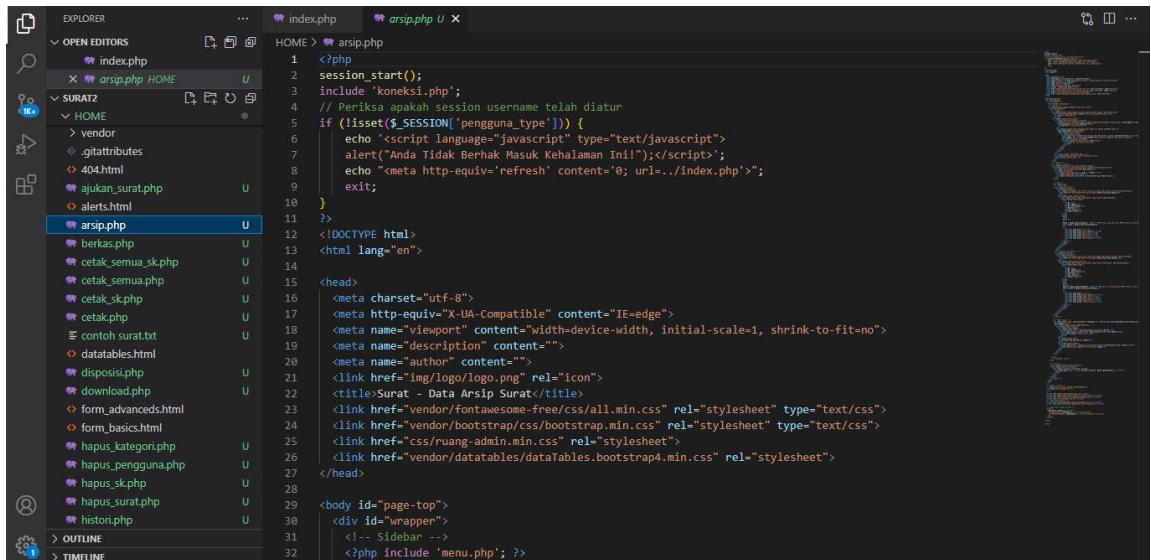 EXPLORER
OPEN EDITORS
index.php
arsip.php HOME U
SURAT2
HOME
vendor
.gitattributes
404.html
ajukan_surat.php U
alerts.html
arsip.php U
berkas.php U
cetak_semua_sk.php U
cetak_semua.php U
cetak_sk.php U
cetak.php U
contoh surat.txt U
datatables.html
disposisi.php U
download.php U
form_advanceds.html
form_basics.html
hapus_kategori.php U
hapus_pengguna.php U
hapus_sk.php U
hapus_surat.php U
histori.php U
OUTLINE
TIMELINE
1K+
1
index.php
arsip.php U
HOME > arsip.php
1 <?php
2 session_start();
3 include 'koneksi.php';
4 // Periksa apakah session username telah diatur
5 if (!isset($_SESSION['pengguna_type'])) {
6 echo '<script language="javascript" type="text/javascript">
7 alert("Anda Tidak Berhak Masuk Kehalaman Ini!");</script>';
8 echo "<meta http-equiv='refresh' content='0; url=../index.php'>";
9 exit;
10 }
11 ?>
12 <!DOCTYPE html>
13 <html lang="en">
14
15 <head>
16 <meta charset="utf-8">
17 <meta http-equiv="X-UA-Compatible" content="IE=edge">
18 <meta name="viewport" content="width=device-width, initial-scale=1, shrink-to-fit=no">
19 <meta name="description" content="">
20 <meta name="author" content="">
21 <link href="img/logo/logo.png" rel="icon">
22 <title>Surat - Data Arsip Surat</title>
23 <link href="vendor/fontawesome-free/css/all.min.css" rel="stylesheet" type="text/css">
24 <link href="vendor/bootstrap/css/bootstrap.min.css" rel="stylesheet" type="text/css">
25 <link href="css/ruang-admin.min.css" rel="stylesheet">
26 <link href="vendor/datatables/dataTables.bootstrap4.min.css" rel="stylesheet">
27 </head>
28
29 <body id="page-top">
30 <div id="wrapper">
31 <!-- Sidebar -->
32 <?php include 'menu.php'; ?>